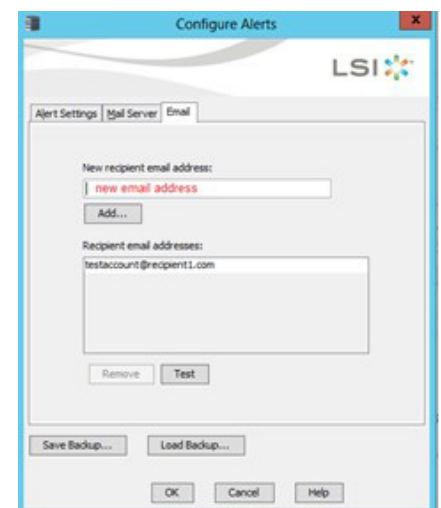 Configure Alerts
x
LSI
Alert Settings Mail Server Email
New recipient email address:
new email address
Add...
Recipient email addresses:
testaccount@recipient1.com
Remove Test
Save Backup... Load Backup...
OK Cancel Help